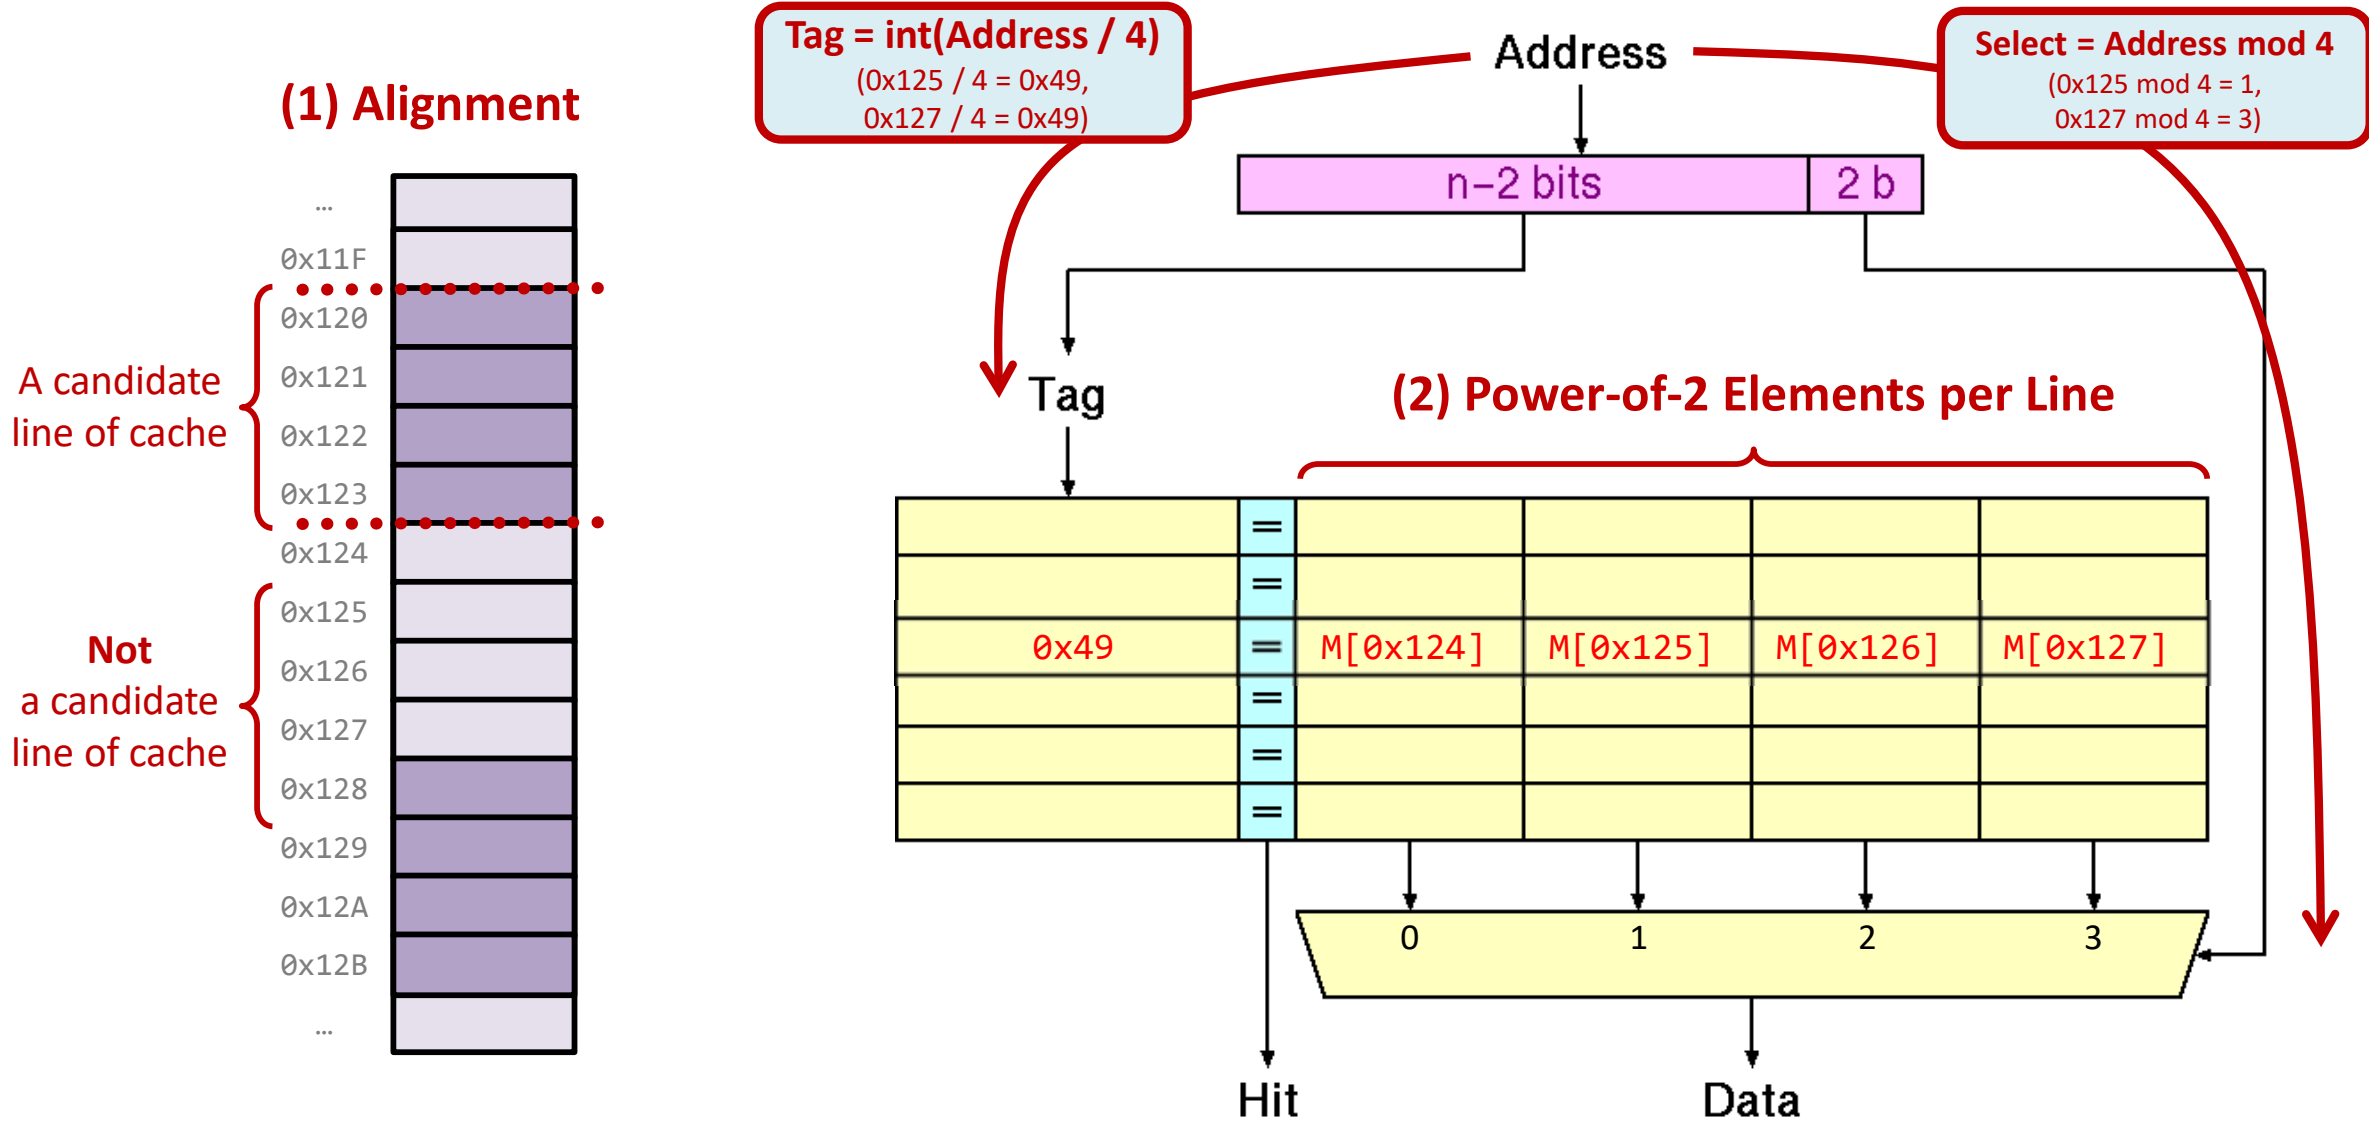 (1) Alignment
…
0x11F
0x120
0x121
0x122
0x123
0x124
0x125
0x126
0x127
0x128
0x129
0x12A
0x12B
…
A candidate
line of cache
Not
a candidate
line of cache
Tag = int(Address / 4)
(0x125 / 4 = 0x49,
0x127 / 4 = 0x49)
Address
Select = Address mod 4
(0x125 mod 4 = 1,
0x127 mod 4 = 3)
n-2 bits
2 b
Tag
(2) Power-of-2 Elements per Line
=
=
0x49 = M[0x124] M[0x125] M[0x126] M[0x127]
=
=
=
0 1 2 3
Hit
Data